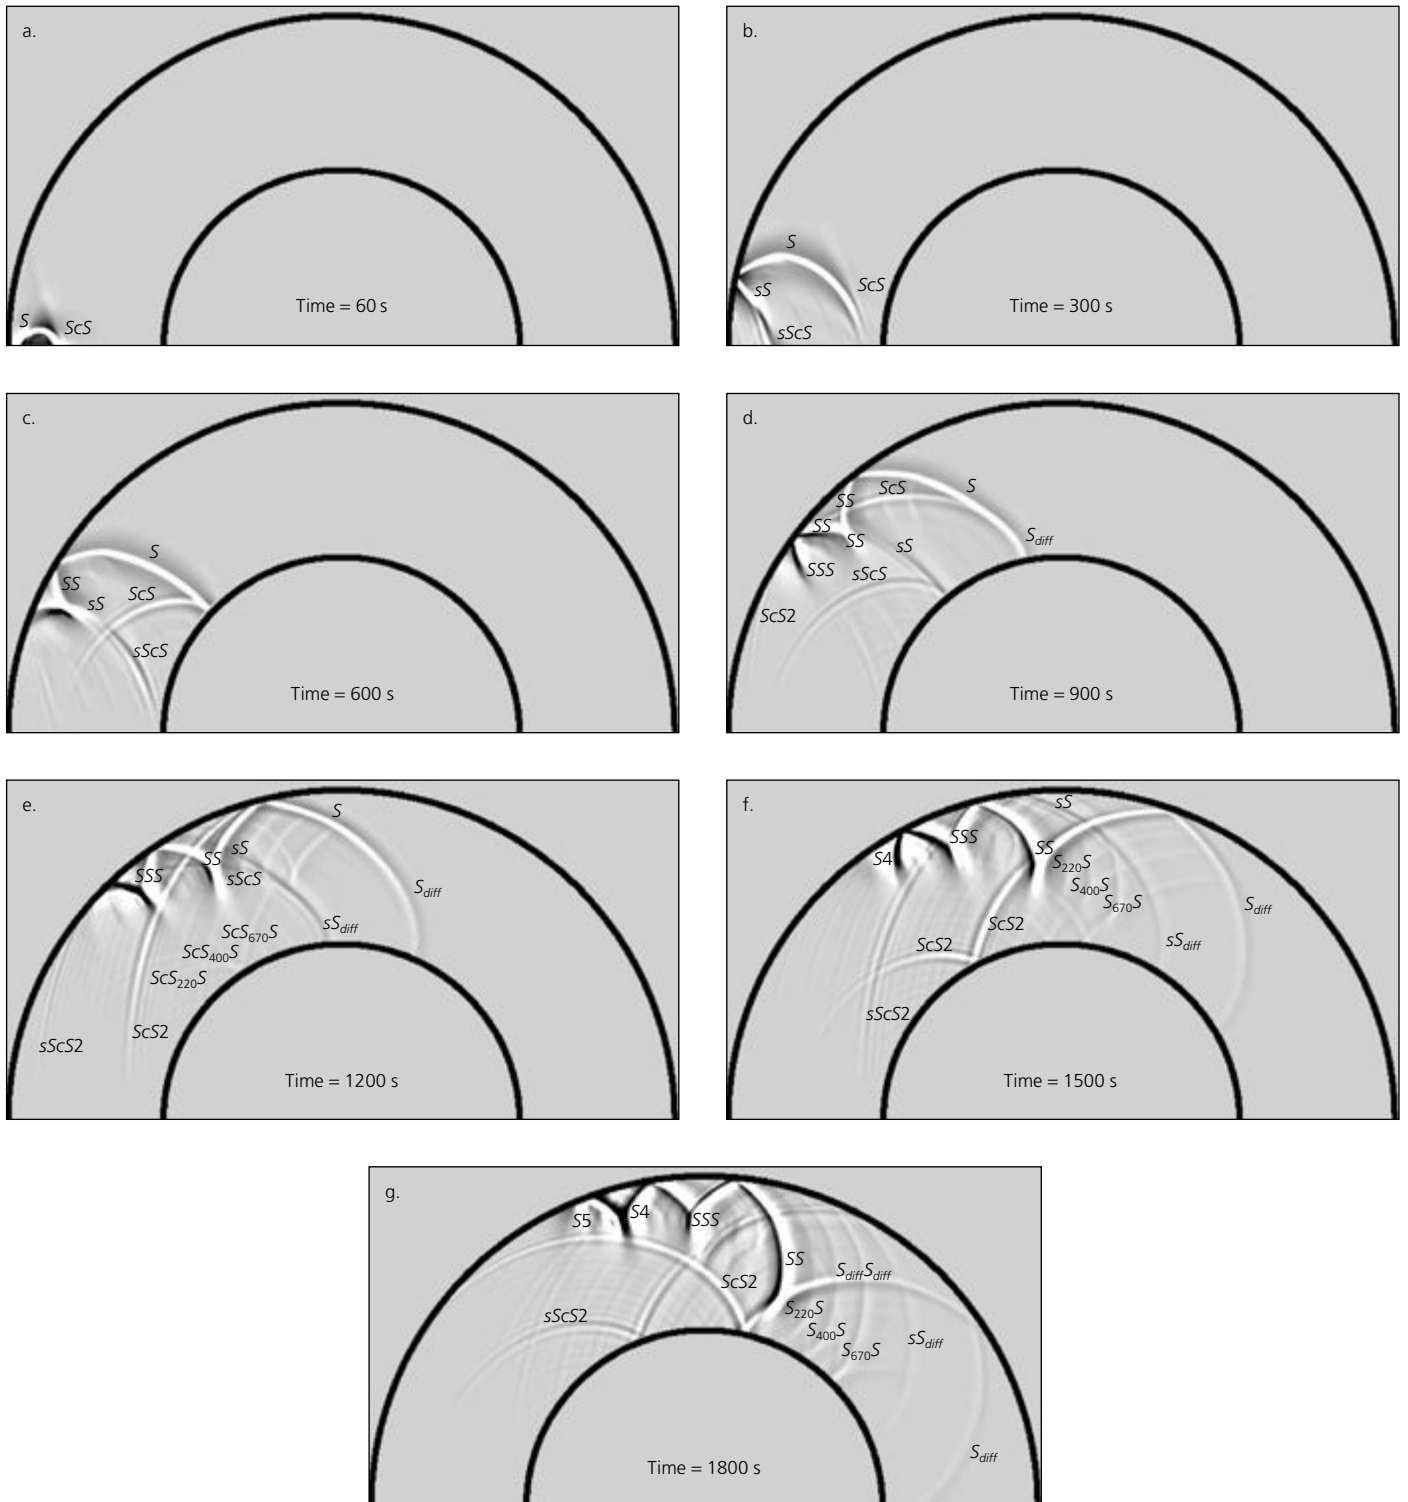 a.
S
ScS
Time = 60 s
b.
S
sS
ScS
sScS
Time = 300 s
c.
S
SS
sS
ScS
sScS
Time = 600 s
d.
SS
ScS
S
SS
SS
sS
Sdiff
SSS
sScS
ScS2
Time = 900 s
e.
S
sS
SS
SSS
sScS
Sdiff
sSdiff
ScS670S
ScS400S
ScS220S
ScS2
sScS2
Time = 1200 s
f.
sS
SSS
S4
SS
S220S
S400S
S670S
Sdiff
ScS2
ScS2
sSdiff
sScS2
Time = 1500 s
g.
S5
S4
SSS
SS
SdiffSdiff
ScS2
S220S
sScS2
S400S
sSdiff
S670S
Sdiff
Time = 1800 s